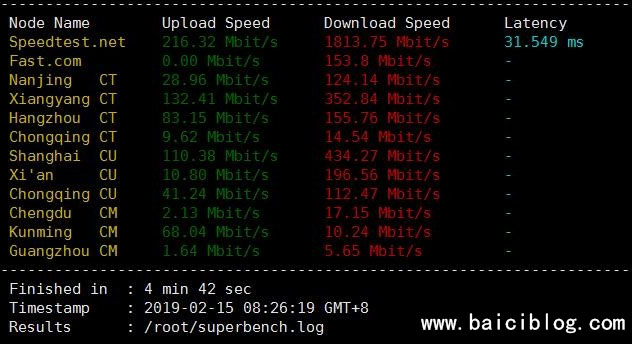 ----------------------------------------------------------------------
Node Name Upload Speed Download Speed Latency
Speedtest.net 216.32 Mbit/s 1813.75 Mbit/s 31.549 ms
Fast.com 0.00 Mbit/s 153.8 Mbit/s -
Nanjing CT 28.96 Mbit/s 124.14 Mbit/s -
Xiangyang CT 132.41 Mbit/s 352.84 Mbit/s -
Hangzhou CT 83.15 Mbit/s 155.76 Mbit/s -
Chongqing CT 9.62 Mbit/s 14.54 Mbit/s -
Shanghai CU 110.38 Mbit/s 434.27 Mbit/s -
Xi'an CU 10.80 Mbit/s 196.56 Mbit/s -
Chongqing CU 41.24 Mbit/s 112.47 Mbit/s -
Chengdu CM 2.13 Mbit/s 17.15 Mbit/s -
Kunming CM 68.04 Mbit/s 10.24 Mbit/s -
Guangzhou CM 1.64 Mbit/s 5.65 Mbit/s -
----------------------------------------------------------------------
Finished in : 4 min 42 sec
Timestamp : 2019-02-15 08:26:19 GMT+8
Results : /root/superbench.log
www.baiciblog.com